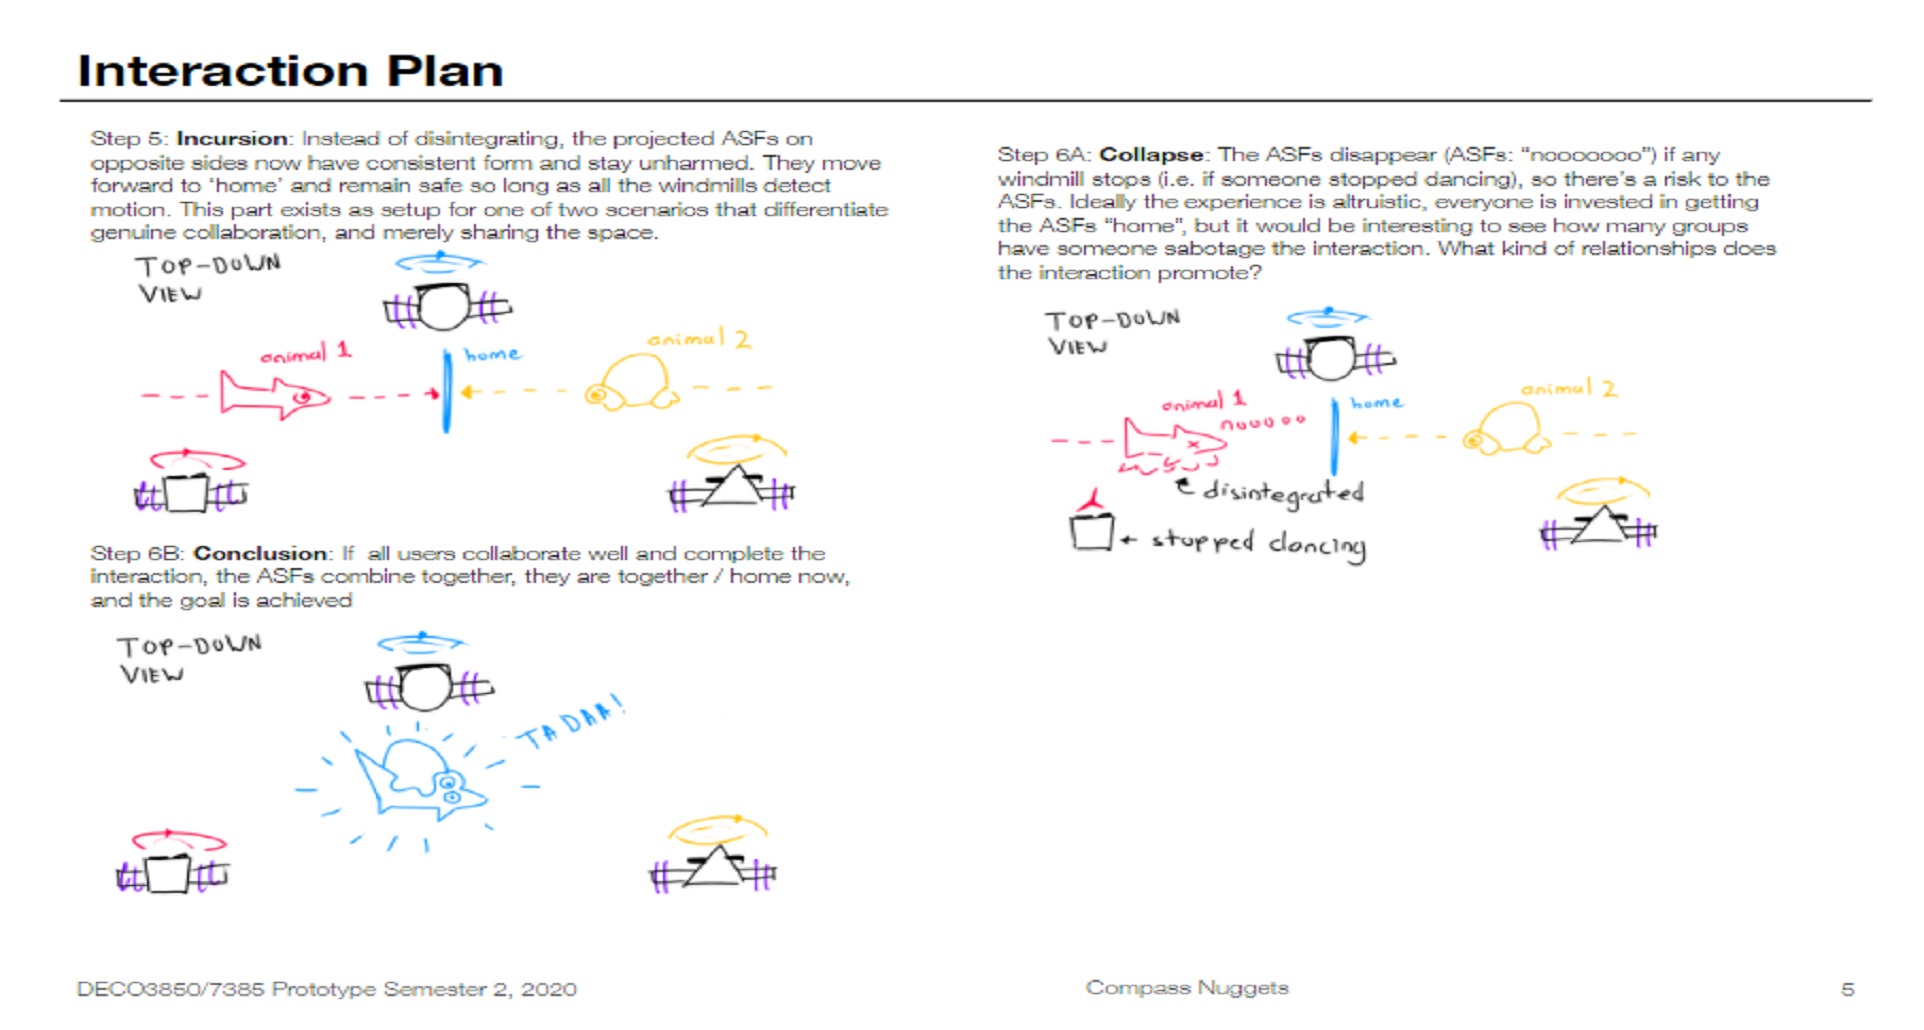 Interaction Plan
Step 5: Incursion: Instead of disintegrating, the projected ASFs on
opposite sides now have consistent form and stay unharmed. They move
forward to ‘home’ and remain safe so long as all the windmills detect
motion. This part exists as setup for one of two scenarios that differentiate
genuine collaboration, and merely sharing the space.
TOP-DOWN
VIEW
animal 1
home
animal 2
Step 6B: Conclusion: If all users collaborate well and complete the
interaction, the ASFs combine together, they are together / home now,
and the goal is achieved
TOP-DOWN
VIEW
TA DAA!
Step 6A: Collapse: The ASFs disappear (ASFs: “nooooooo”) if any
windmill stops (i.e. if someone stopped dancing), so there’s a risk to the
ASFs. Ideally the experience is altruistic, everyone is invested in getting
the ASFs “home”, but it would be interesting to see how many groups
have someone sabotage the interaction. What kind of relationships does
the interaction promote?
TOP-DOWN
VIEW
animal 1
nooooo
home
animal 2
disintegrated
stopped dancing
DECO3850/7385 Prototype Semester 2, 2020
Compass Nuggets
5